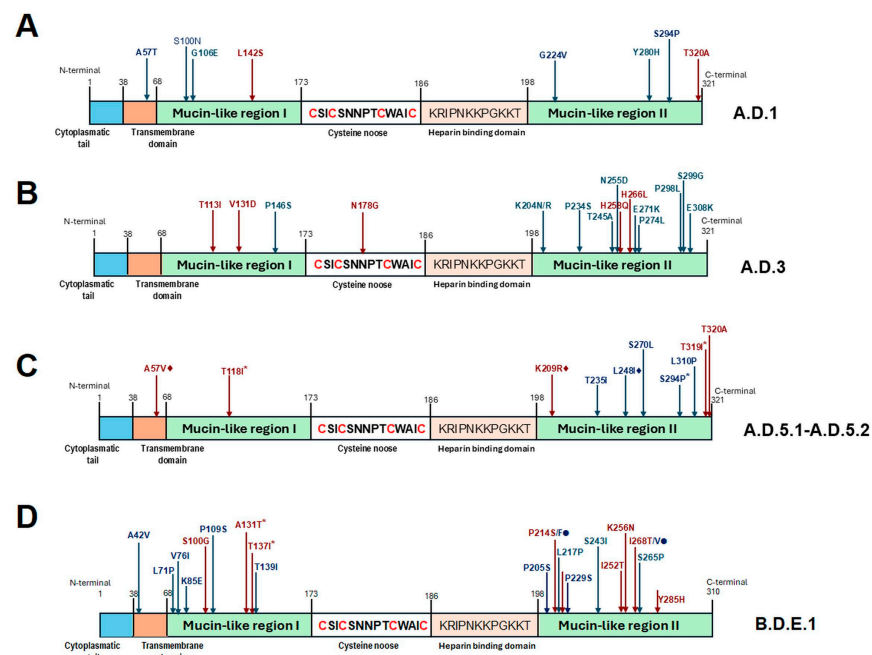 A
S294P
S100N
A57T
G106E
L142S
G224V
Y280H
T320A
N-terminal
C-terminal
1
38
68
173
186
198
321
Mucin-like region I
CSICSNNPTCWAIC
KRIPNKKPGKKT
Mucin-like region II
A.D.1
Cytoplasmatic
tail
Transmembrane
domain
Cysteine noose
Heparin binding domain
B
N255D
S299G
P298L
H266L
T113I
V131D
P146S
N178G
K204N/R
P234S
T245A
H258Q
E271K
P274L
E308K
N-terminal
C-terminal
1
38
68
173
186
198
321
Mucin-like region I
CSICSNNPTCWAIC
KRIPNKKPGKKT
Mucin-like region II
A.D.3
Cytoplasmatic
tail
Transmembrane
domain
Cysteine noose
Heparin binding domain
C
T320A
S270L
T319I*
A57V♦
T118I*
K209R♦
T235I
L248I♦
L310P
S294P*
N-terminal
C-terminal
1
38
68
173
186
198
321
Mucin-like region I
CSICSNNPTCWAIC
KRIPNKKPGKKT
Mucin-like region II
A.D.5.1-A.D.5.2
Cytoplasmatic
tail
Transmembrane
domain
Cysteine noose
Heparin binding domain
D
A131T*
P109S
K256N
A42V
S100G
T137I*
P214S/F●
I268T/V●
S243I
V76I
L71P
K85E
T139I
L217P
P205S
P229S
I252T
S265P
Y285H
N-terminal
C-terminal
1
38
68
173
186
198
310
Mucin-like region I
CSICSNNPTCWAIC
KRIPNKKPGKKT
Mucin-like region II
B.D.E.1
Cytoplasmatic
Transmembrane
Cysteine noose
Heparin binding domain